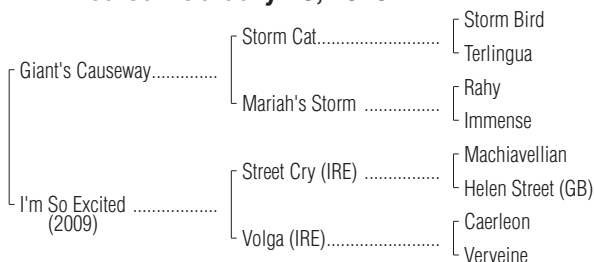 Storm Bird
Storm Cat..........................
Terlingua
Giant's Causeway..............
Rahy
Mariah's Storm ................
Immense
Machiavellian
Street Cry (IRE) ................
Helen Street (GB)
I'm So Excited ..................
(2009)
Caerleon
Volga (IRE)........................
Verveine